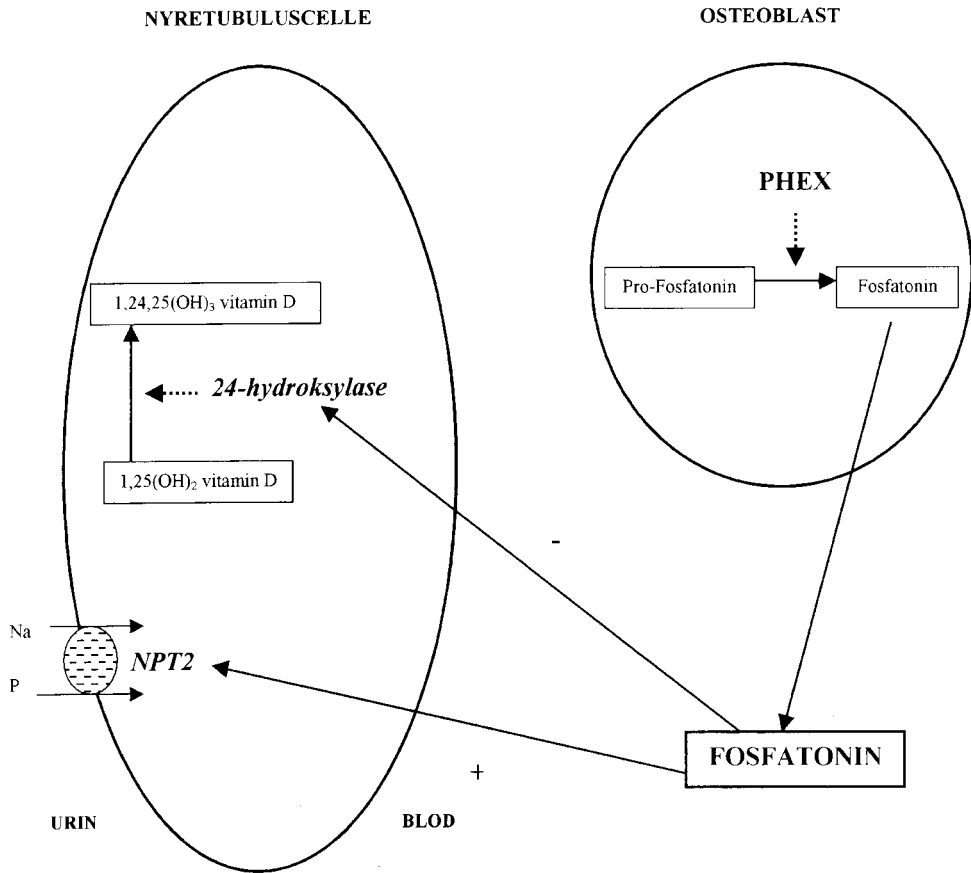 NYRETUBULUSCELLE
OSTEOBLAST
PHEX
Pro-Fosfatonin
Fosfatonin
1,24,25(OH)₃ vitamin D
24-hydroksylase
1,25(OH)₂ vitamin D
-
Na
NPT2
P
FOSFATONIN
+
URIN
BLOD